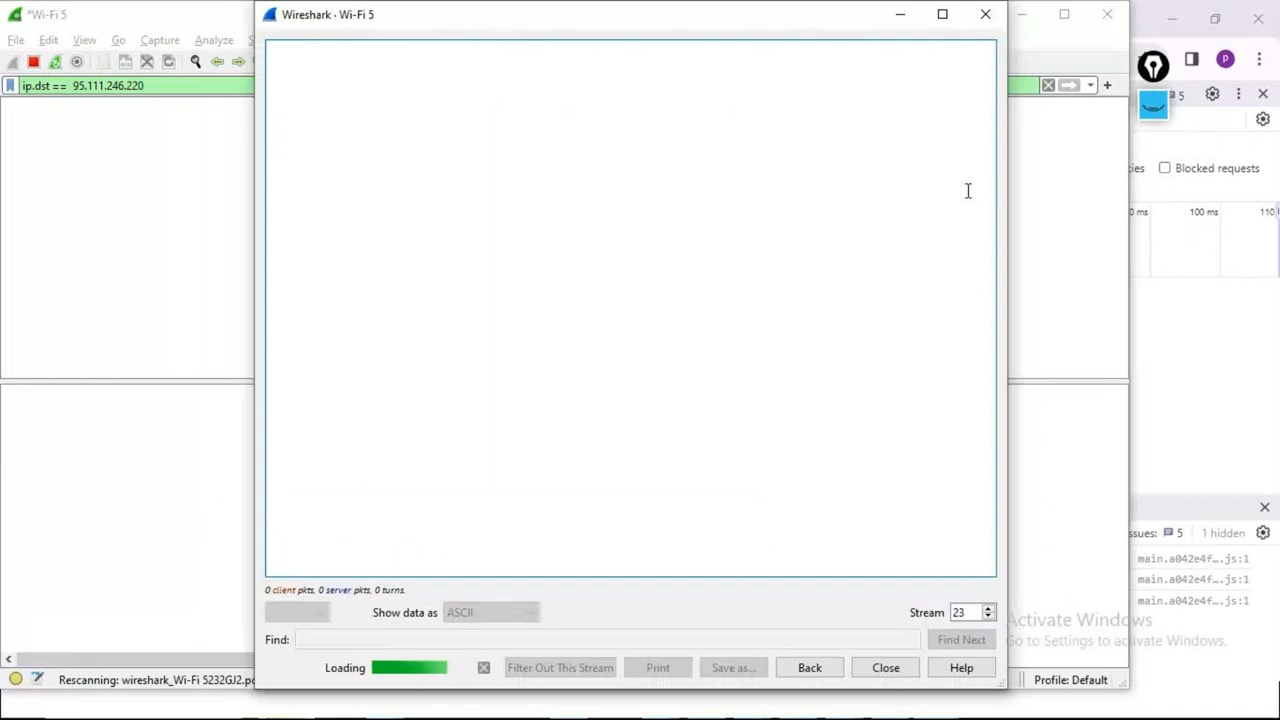 *Wi-Fi 5
Wireshark · Wi-Fi 5
File Edit View Go Capture Analyze
ip.dst == 95.111.246.220
P
5
Blocked requests
100 ms
110
0 client pkts, 0 server pkts, 0 turns.
Show data as ASCII
Stream 23
Find:
Find Next
Loading
Filter Out This Stream
Print
Save as...
Back
Close
Help
Rescanning: wireshark_Wi-Fi 5232GJ2.pc
Profile: Default
ssues: 5
1 hidden
main.a042e4f….js:1
main.a042e4f….js:1
main.a042e4f….js:1
Activate Windows
Go to Settings to activate Windows.